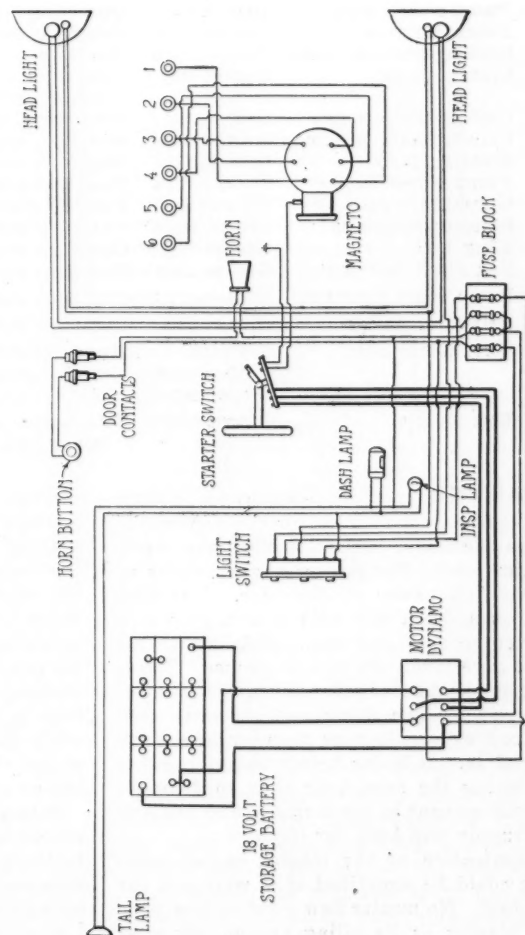 HEAD LIGHT
HEAD LIGHT
1
2
3
4
5
6
HORN
MAGNETO
FUSE BLOCK
DOOR
CONTACTS
HORN BUTTON
STARTER SWITCH
DASH LAMP
INSP LAMP
LIGHT
SWITCH
MOTOR
DYNAMO
18 VOLT
STORAGE BATTERY
TAIL
LAMP